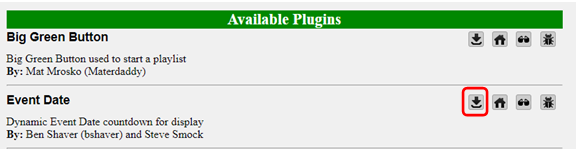 Available Plugins
Big Green Button
Big Green Button used to start a playlist
By: Mat Mrosko (Materdaddy)
Event Date
Dynamic Event Date countdown for display
By: Ben Shaver (bshaver) and Steve Smock